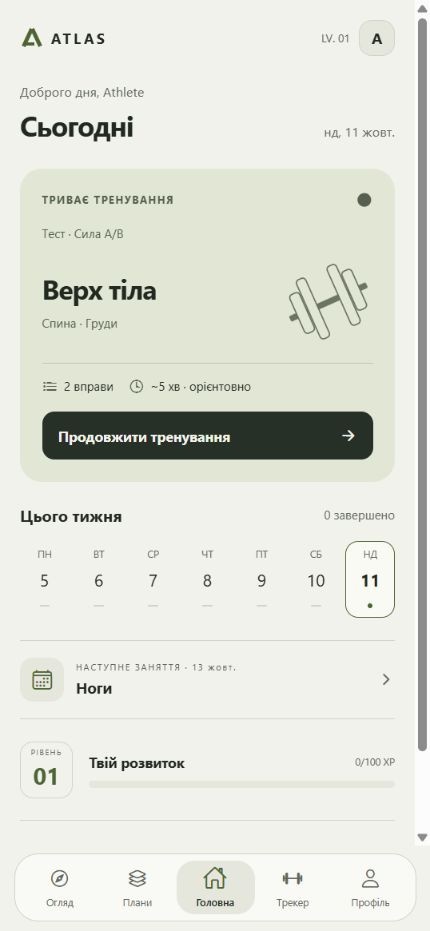 ATLAS
LV. 01
A
Доброго дня, Athlete
Сьогодні
нд, 11 жовт.
ТРИВАЄ ТРЕНУВАННЯ
Тест · Сила A/B
Верх тіла
Спина · Груди
2 вправи
~5 хв · орієнтовно
Продовжити тренування
Цього тижня
0 завершено
ПН ВТ СР ЧТ ПТ СБ НД
5 6 7 8 9 10 11
— — — — — —
НАСТУПНЕ ЗАНЯТТЯ · 13 жовт.
Ноги
РІВЕНЬ
01
Твій розвиток
0/100 XP
Огляд Плани Головна Трекер Профіль